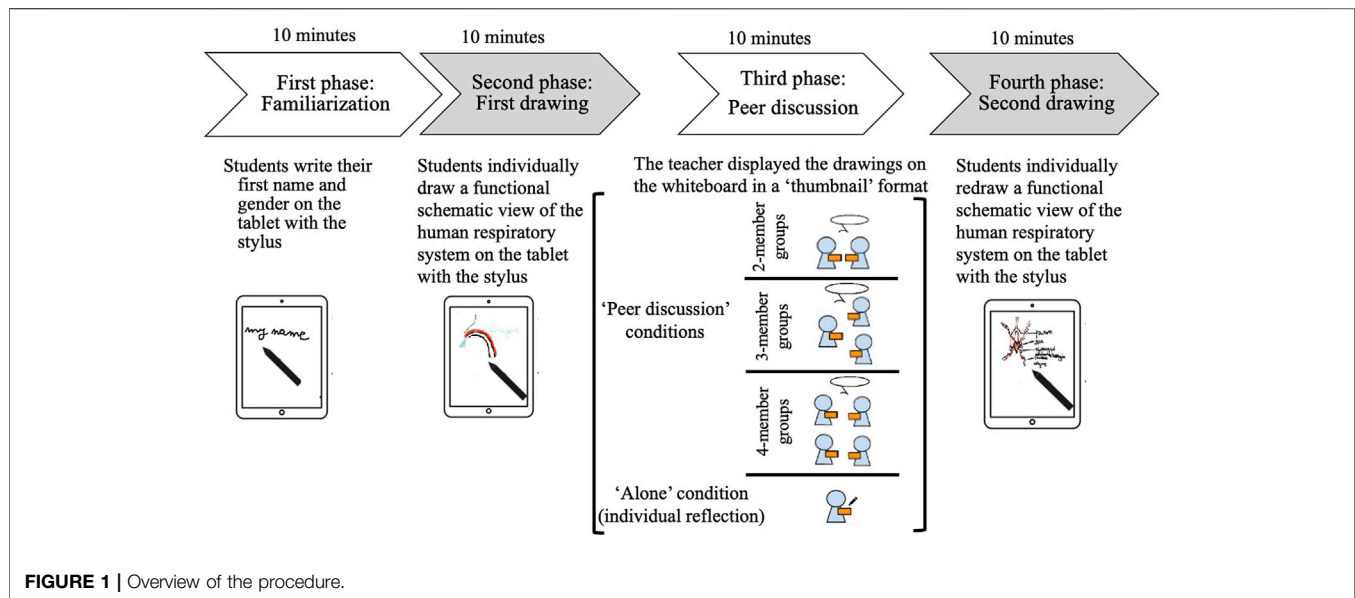 10 minutes
10 minutes
10 minutes
10 minutes
First phase:
Familiarization
Second phase:
First drawing
Third phase:
Peer discussion
Fourth phase:
Second drawing
Students write their
first name and
gender on the
tablet with the
stylus
my name
Students individually
draw a functional
schematic view of the
human respiratory
system on the tablet
with the stylus
The teacher displayed the drawings on
the whiteboard in a ‘thumbnail’ format
‘Peer discussion’
conditions
2-member
groups
3-member
groups
4-member
groups
‘Alone’ condition
(individual reflection)
Students individually
redraw a functional
schematic view of the
human respiratory
system on the tablet
with the stylus
FIGURE 1 | Overview of the procedure.